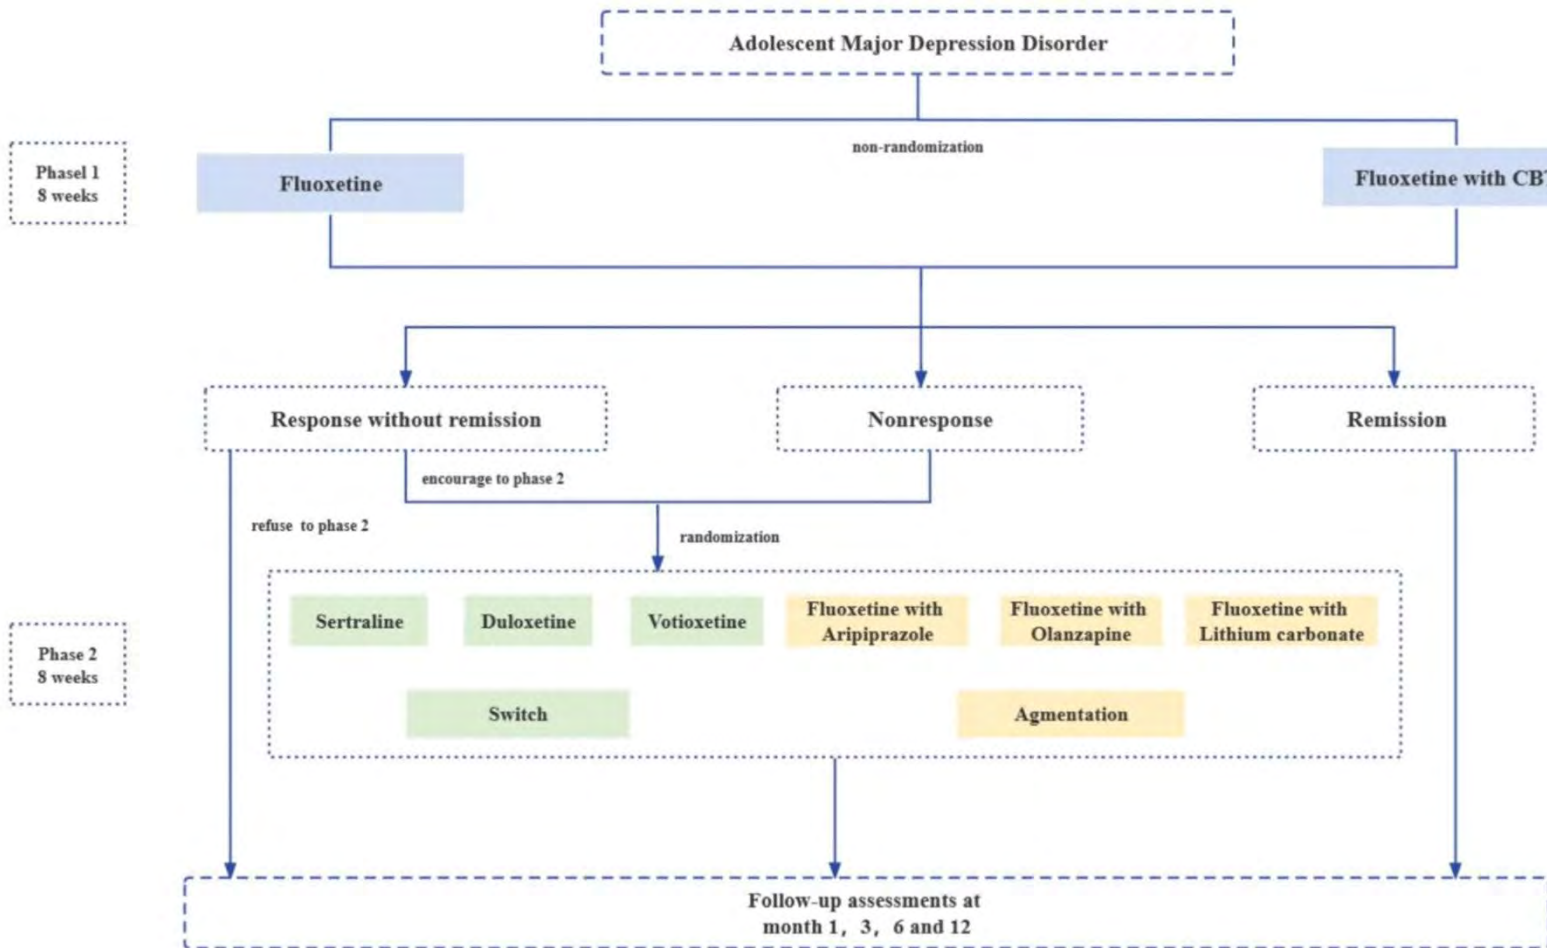 Adolescent Major Depression Disorder
non-randomization
Phasel 1
8 weeks
Fluoxetine
Fluoxetine with CB
Response without remission
Nonresponse
Remission
encourage to phase 2
refuse to phase 2
randomization
Sertraline
Duloxetine
Votioxetine
Fluoxetine with
Aripiprazole
Fluoxetine with
Olanzapine
Fluoxetine with
Lithium carbonate
Phase 2
8 weeks
Switch
Agmentation
Follow-up assessments at
month 1, 3, 6 and 12